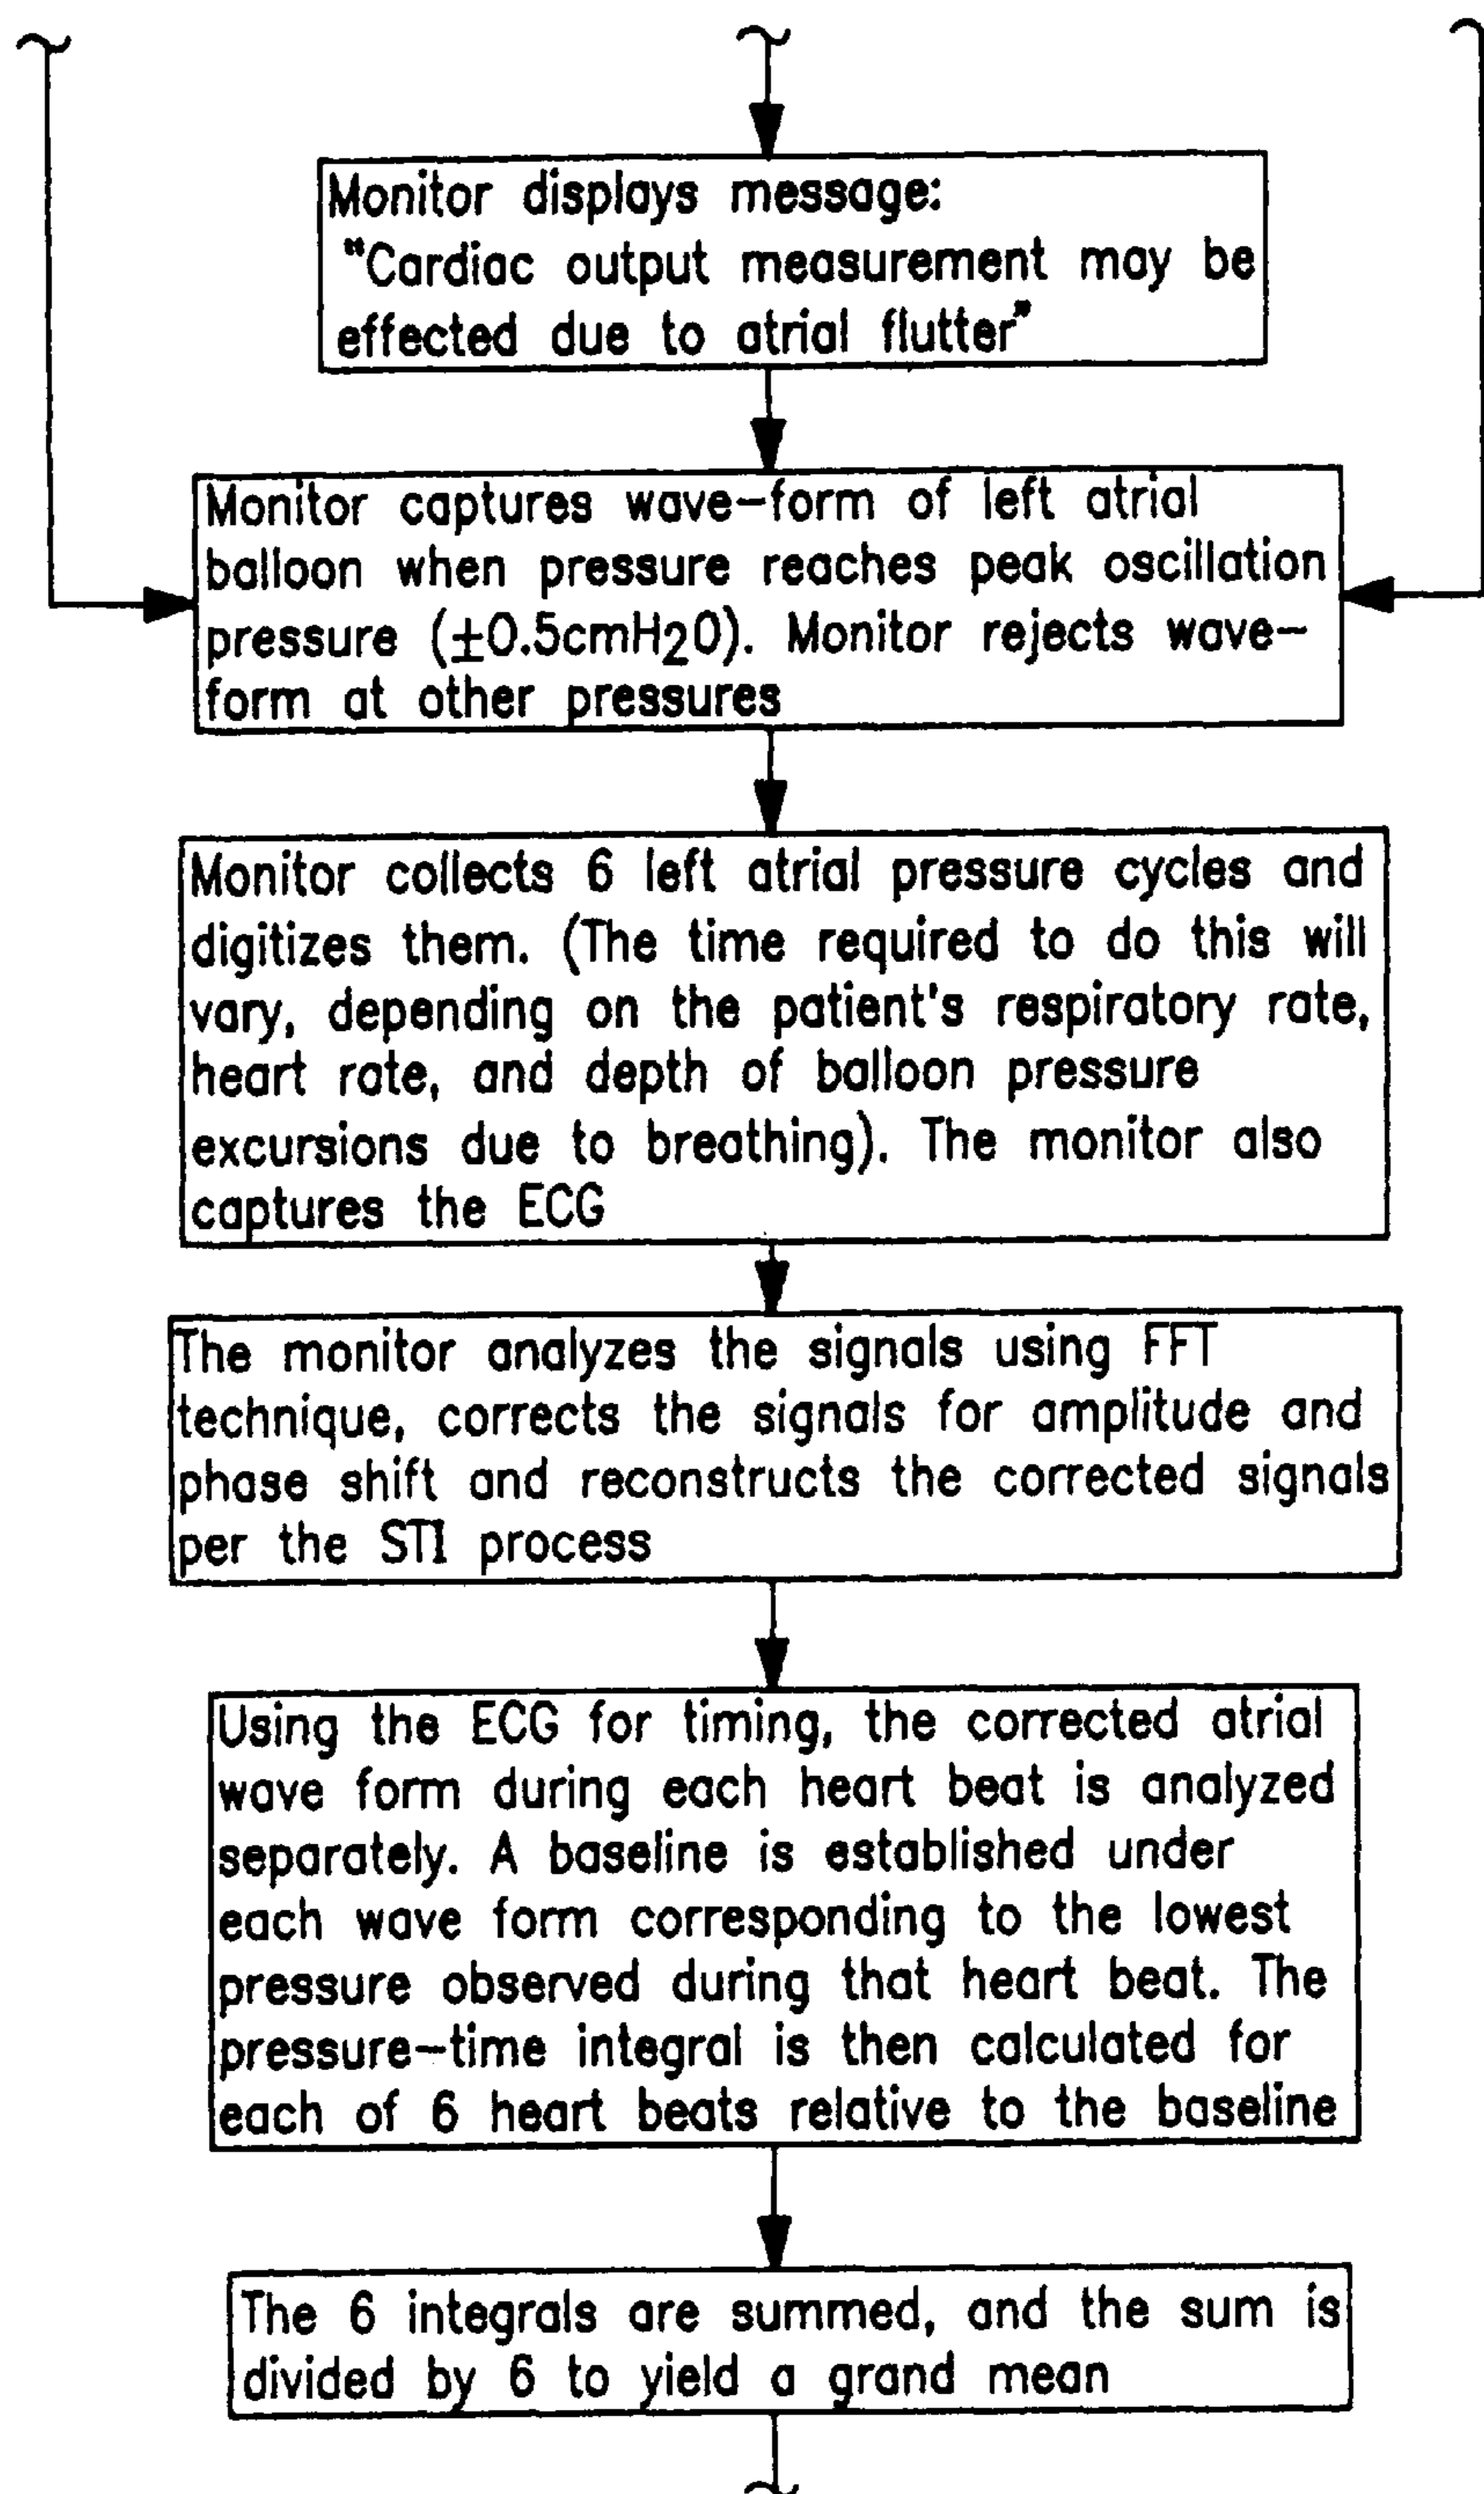 Monitor displays message:
"Cardiac output measurement may be
effected due to atrial flutter"
Monitor captures wave-form of left atrial
balloon when pressure reaches peak oscillation
pressure (±0.5cmH2O). Monitor rejects wave-
form at other pressures
Monitor collects 6 left atrial pressure cycles and
digitizes them. (The time required to do this will
vary, depending on the patient's respiratory rate,
heart rate, and depth of balloon pressure
excursions due to breathing). The monitor also
captures the ECG
The monitor analyzes the signals using FFT
technique, corrects the signals for amplitude and
phase shift and reconstructs the corrected signals
per the STI process
Using the ECG for timing, the corrected atrial
wave form during each heart beat is analyzed
separately. A baseline is established under
each wave form corresponding to the lowest
pressure observed during that heart beat. The
pressure-time integral is then calculated for
each of 6 heart beats relative to the baseline
The 6 integrals are summed, and the sum is
divided by 6 to yield a grand mean